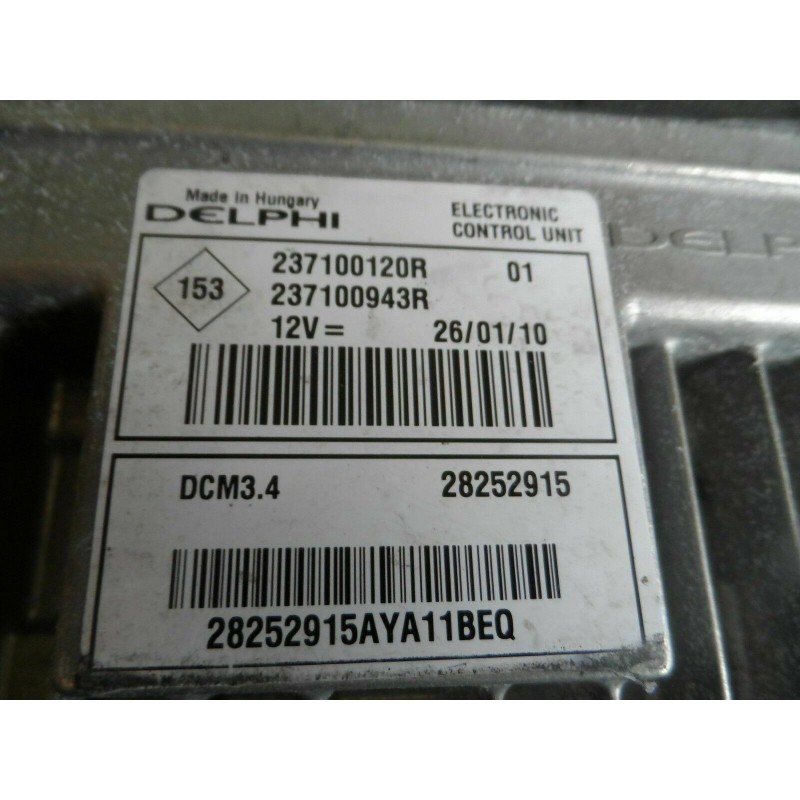 Made in Hungary
DELPHI
ELECTRONIC
CONTROL UNIT
DELPH
153
237100120R 01
237100943R
12V = 26/01/10
DCM3.4 28252915
28252915AYA11BEQ